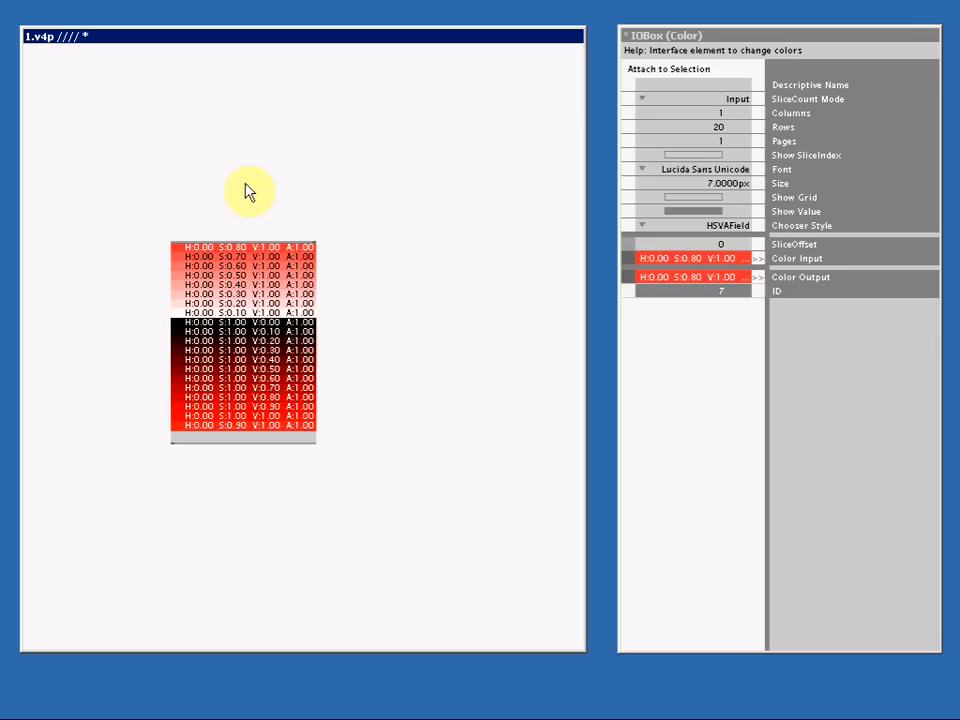 1.v4p //// *
° IOBox (Color)
Help: Interface element to change colors
Attach to Selection
Descriptive Name
Input SliceCount Mode
1 Columns
20 Rows
1 Pages
Show SliceIndex
Lucida Sans Unicode Font
7.0000px Size
Show Grid
Show Value
HSVAField Chooser Style
0 SliceOffset
H:0.00 S:0.80 V:1.00 ... >> Color Input
H:0.00 S:0.80 V:1.00 ... >> Color Output
7 ID
H:0.00 S:0.80 V:1.00 A:1.00
H:0.00 S:0.70 V:1.00 A:1.00
H:0.00 S:0.60 V:1.00 A:1.00
H:0.00 S:0.50 V:1.00 A:1.00
H:0.00 S:0.40 V:1.00 A:1.00
H:0.00 S:0.30 V:1.00 A:1.00
H:0.00 S:0.20 V:1.00 A:1.00
H:0.00 S:0.10 V:1.00 A:1.00
H:0.00 S:1.00 V:0.00 A:1.00
H:0.00 S:1.00 V:0.10 A:1.00
H:0.00 S:1.00 V:0.20 A:1.00
H:0.00 S:1.00 V:0.30 A:1.00
H:0.00 S:1.00 V:0.40 A:1.00
H:0.00 S:1.00 V:0.50 A:1.00
H:0.00 S:1.00 V:0.60 A:1.00
H:0.00 S:1.00 V:0.70 A:1.00
H:0.00 S:1.00 V:0.80 A:1.00
H:0.00 S:1.00 V:0.90 A:1.00
H:0.00 S:1.00 V:1.00 A:1.00
H:0.00 S:0.90 V:1.00 A:1.00